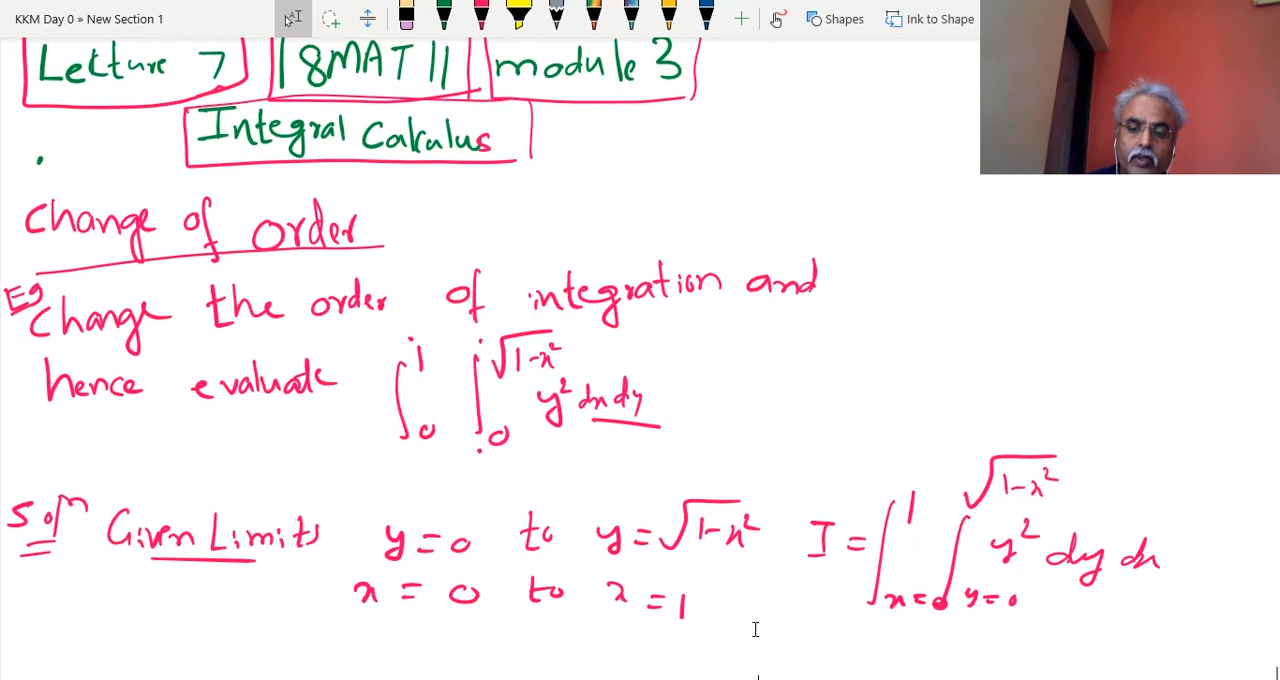 KKM Day 0 » New Section 1
Shapes
Ink to Shape
Lecture 7 18MAT11 module 3
Integral Calculus
Change of order
Eg Change the order of integration and
hence evaluate ∫₀¹ ∫₀^√(1-x²) y² dx dy
Soln Given Limits y = 0 to y = √(1-x²) I = ∫_{x=0}^{1} ∫_{y=0}^{√(1-x²)} y² dy dx
x = 0 to x = 1